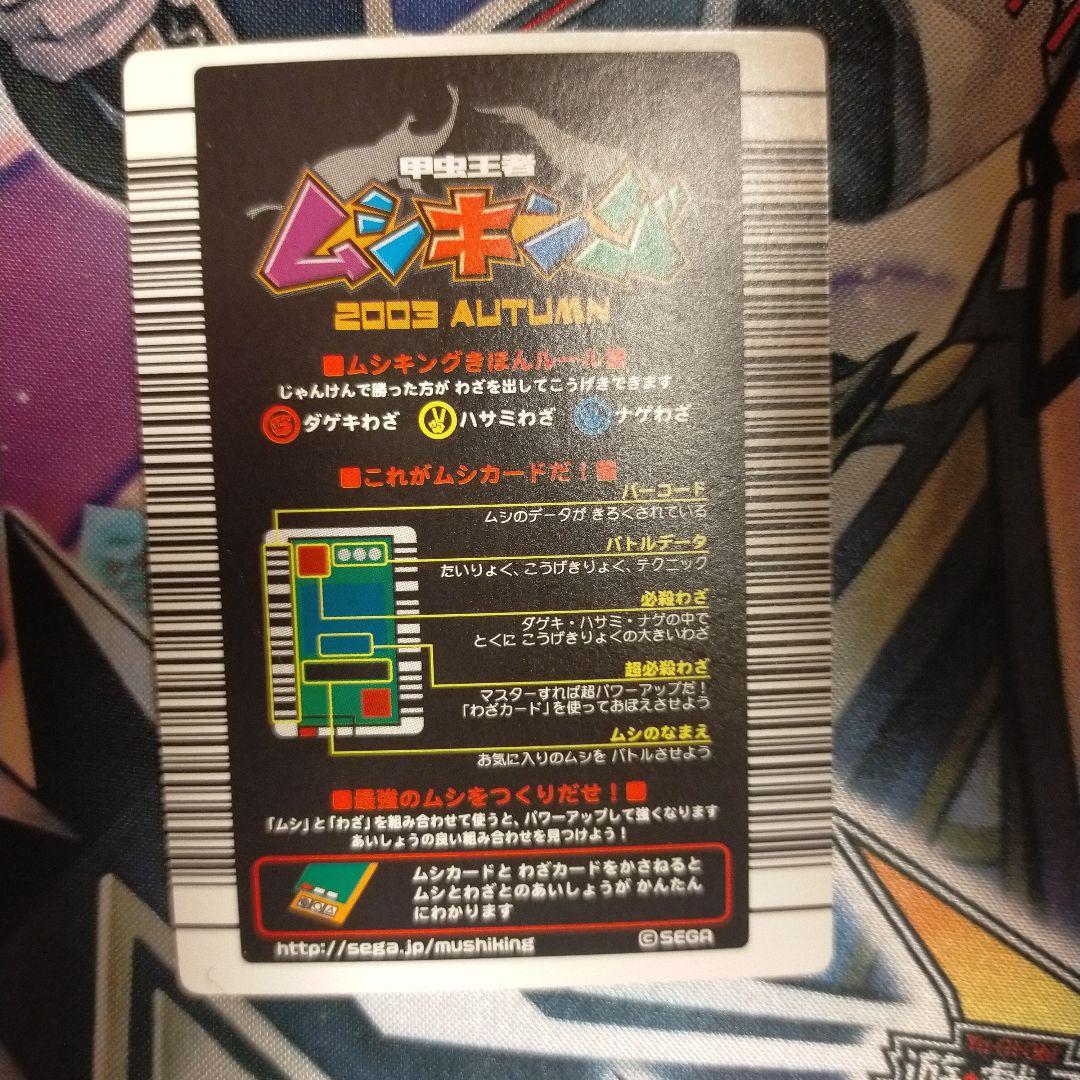 甲虫王者
ムシキング
2003 AUTUMN
ムシキングきほんルール
じゃんけんで勝った方が わざを出してこうげきできます
ダゲキわざ ハサミわざ ナゲわざ
これがムシカードだ！
バーコード
ムシのデータが きろくされている
バトルデータ
たいりょく、こうげきりょく、テクニック
必殺わざ
ダゲキ・ハサミ・ナゲの中で
とくに こうげきりょくの大きいわざ
超必殺わざ
マスターすれば超パワーアップだ！
「わざカード」を使っておぼえさせよう
ムシのなまえ
お気に入りのムシを バトルさせよう
最強のムシをつくりだせ！
「ムシ」と「わざ」を組み合わせて使うと、パワーアップして強くなります
あいしょうの良い組み合わせを見つけよう！
ムシカードと わざカードをかさねると
ムシとわざとのあいしょうが かんたん
にわかります
http://sega.jp/mushiking ©SEGA